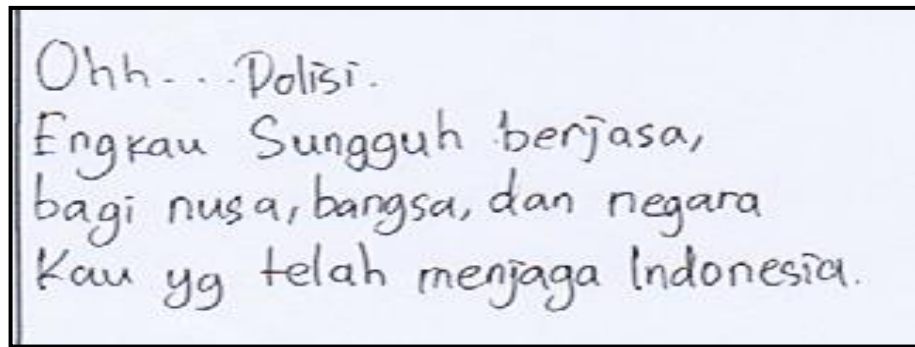 Ohh... Polisi.
Engkau Sungguh berjasa,
bagi nusa, bangsa, dan negara
Kau yg telah menjaga Indonesia.